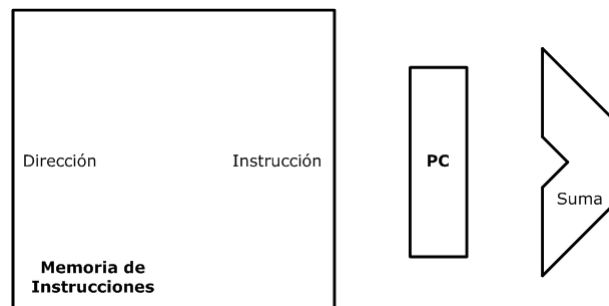 Dirección
Instrucción
PC
Suma
Memoria de
Instrucciones